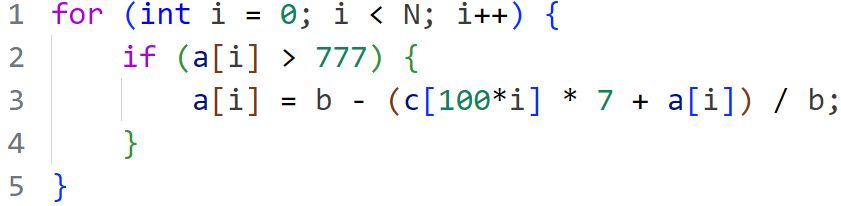 1 for (int i = 0; i < N; i++) {
2     if (a[i] > 777) {
3         a[i] = b - (c[100*i] * 7 + a[i]) / b;
4     }
5 }